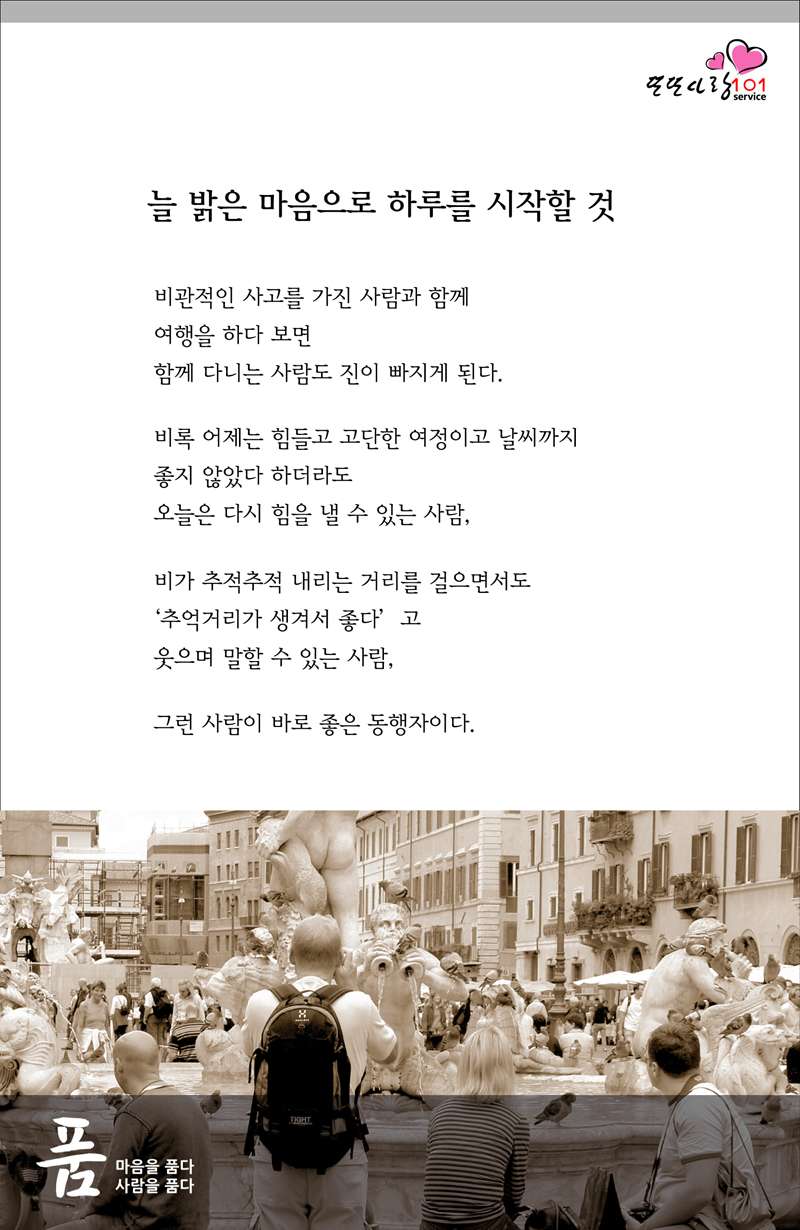 또또사랑101
service
늘 밝은 마음으로 하루를 시작할 것
비관적인 사고를 가진 사람과 함께
여행을 하다 보면
함께 다니는 사람도 진이 빠지게 된다.
비록 어제는 힘들고 고단한 여정이고 날씨까지
좋지 않았다 하더라도
오늘은 다시 힘을 낼 수 있는 사람,
비가 추적추적 내리는 거리를 걸으면서도
‘추억거리가 생겨서 좋다’ 고
웃으며 말할 수 있는 사람,
그런 사람이 바로 좋은 동행자이다.
TIGHT
품
마음을 품다
사람을 품다